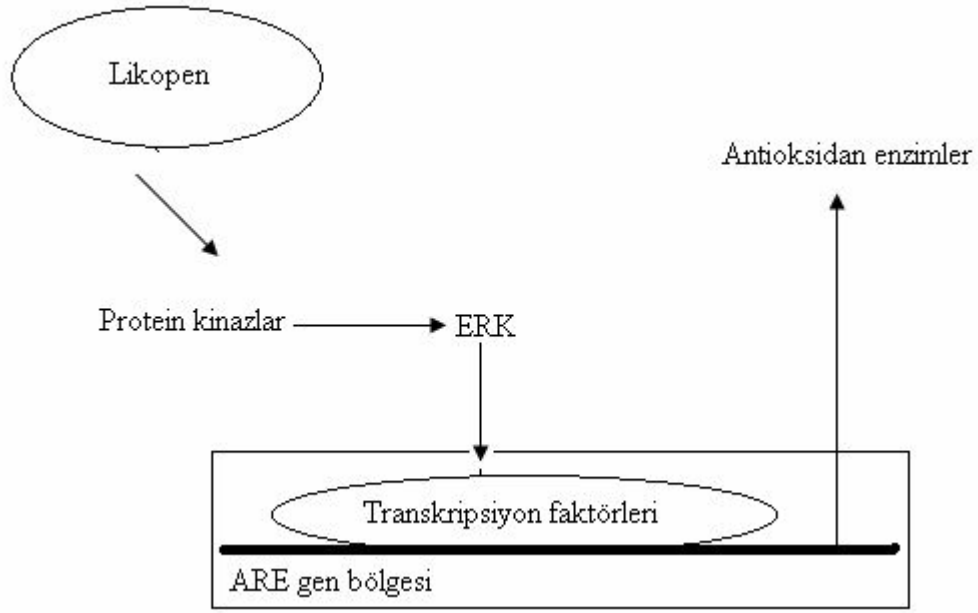 Likopen
Antioksidan enzimler
Protein kinazlar
ERK
Transkripsiyon faktörleri
ARE gen bölgesi